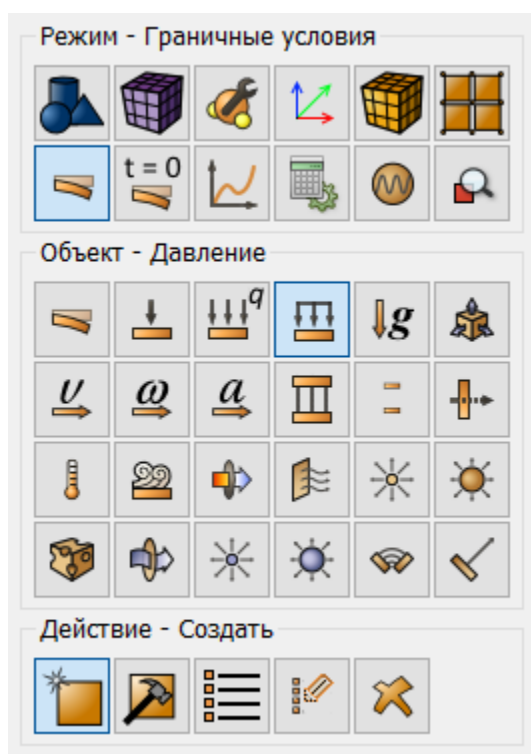 Режим - Граничные условия
t = 0
Объект - Давление
q
g
v
ω
a
Действие - Создать